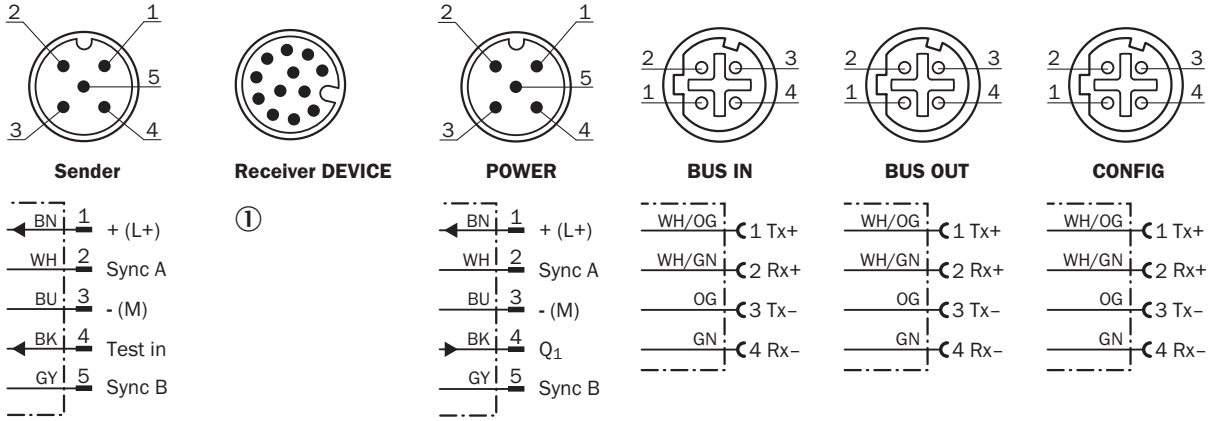 2 1 2 1
5 5 2 3 2 3 2 3
1 4 1 4 1 4
3 4 3 4
Sender Receiver DEVICE POWER BUS IN BUS OUT CONFIG
①
BN 1 + (L+)
WH 2 Sync A
BU 3 - (M)
BK 4 Test in
GY 5 Sync B
BN 1 + (L+)
WH 2 Sync A
BU 3 - (M)
BK 4 Q₁
GY 5 Sync B
WH/OG 1 Tx+
WH/GN 2 Rx+
OG 3 Tx–
GN 4 Rx–
WH/OG 1 Tx+
WH/GN 2 Rx+
OG 3 Tx–
GN 4 Rx–
WH/OG 1 Tx+
WH/GN 2 Rx+
OG 3 Tx–
GN 4 Rx–